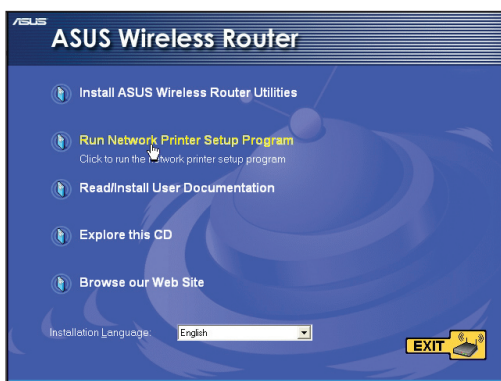 ASUS
ASUS Wireless Router
Install ASUS Wireless Router Utilities
Run Network Printer Setup Program
Click to run the network printer setup program
Read/Install User Documentation
Explore this CD
Browse our Web Site
Installation Language: English
EXIT